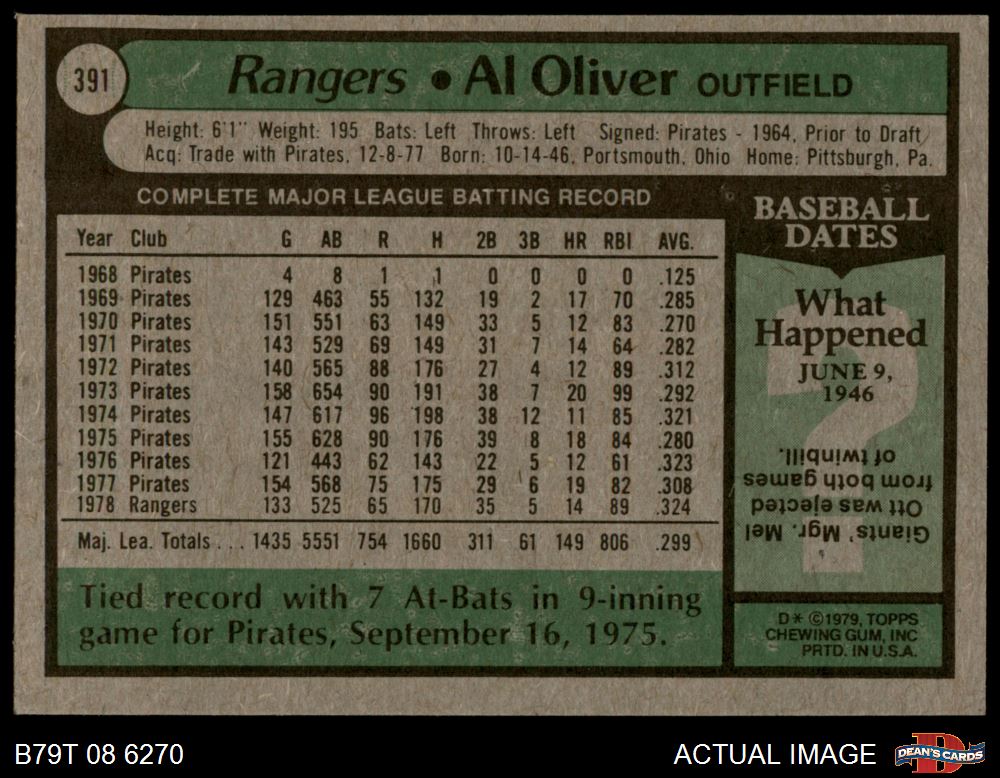 391
Rangers • Al Oliver OUTFIELD
Height: 6'1" Weight: 195 Bats: Left Throws: Left Signed: Pirates - 1964, Prior to Draft
Acq: Trade with Pirates, 12-8-77 Born: 10-14-46, Portsmouth, Ohio Home: Pittsburgh, Pa.
COMPLETE MAJOR LEAGUE BATTING RECORD
Year Club G AB R H 2B 3B HR RBI AVG.
1968 Pirates 4 8 1 1 0 0 0 0 .125
1969 Pirates 129 463 55 132 19 2 17 70 .285
1970 Pirates 151 551 63 149 33 5 12 83 .270
1971 Pirates 143 529 69 149 31 7 14 64 .282
1972 Pirates 140 565 88 176 27 4 12 89 .312
1973 Pirates 158 654 90 191 38 7 20 99 .292
1974 Pirates 147 617 96 198 38 12 11 85 .321
1975 Pirates 155 628 90 176 39 8 18 84 .280
1976 Pirates 121 443 62 143 22 5 12 61 .323
1977 Pirates 154 568 75 175 29 6 19 82 .308
1978 Rangers 133 525 65 170 35 5 14 89 .324
Maj. Lea. Totals ... 1435 5551 754 1660 311 61 149 806 .299
Tied record with 7 At-Bats in 9-inning
game for Pirates, September 16, 1975.
BASEBALL
DATES
What
Happened
JUNE 9,
1946
?
Giants' Mgr. Mel
Ott was ejected
from both games
of twinbill.
D* ©1979, TOPPS
CHEWING GUM, INC
PRTD. IN U.S.A.
B79T 08 6270
ACTUAL IMAGE
DEAN'S CARDS